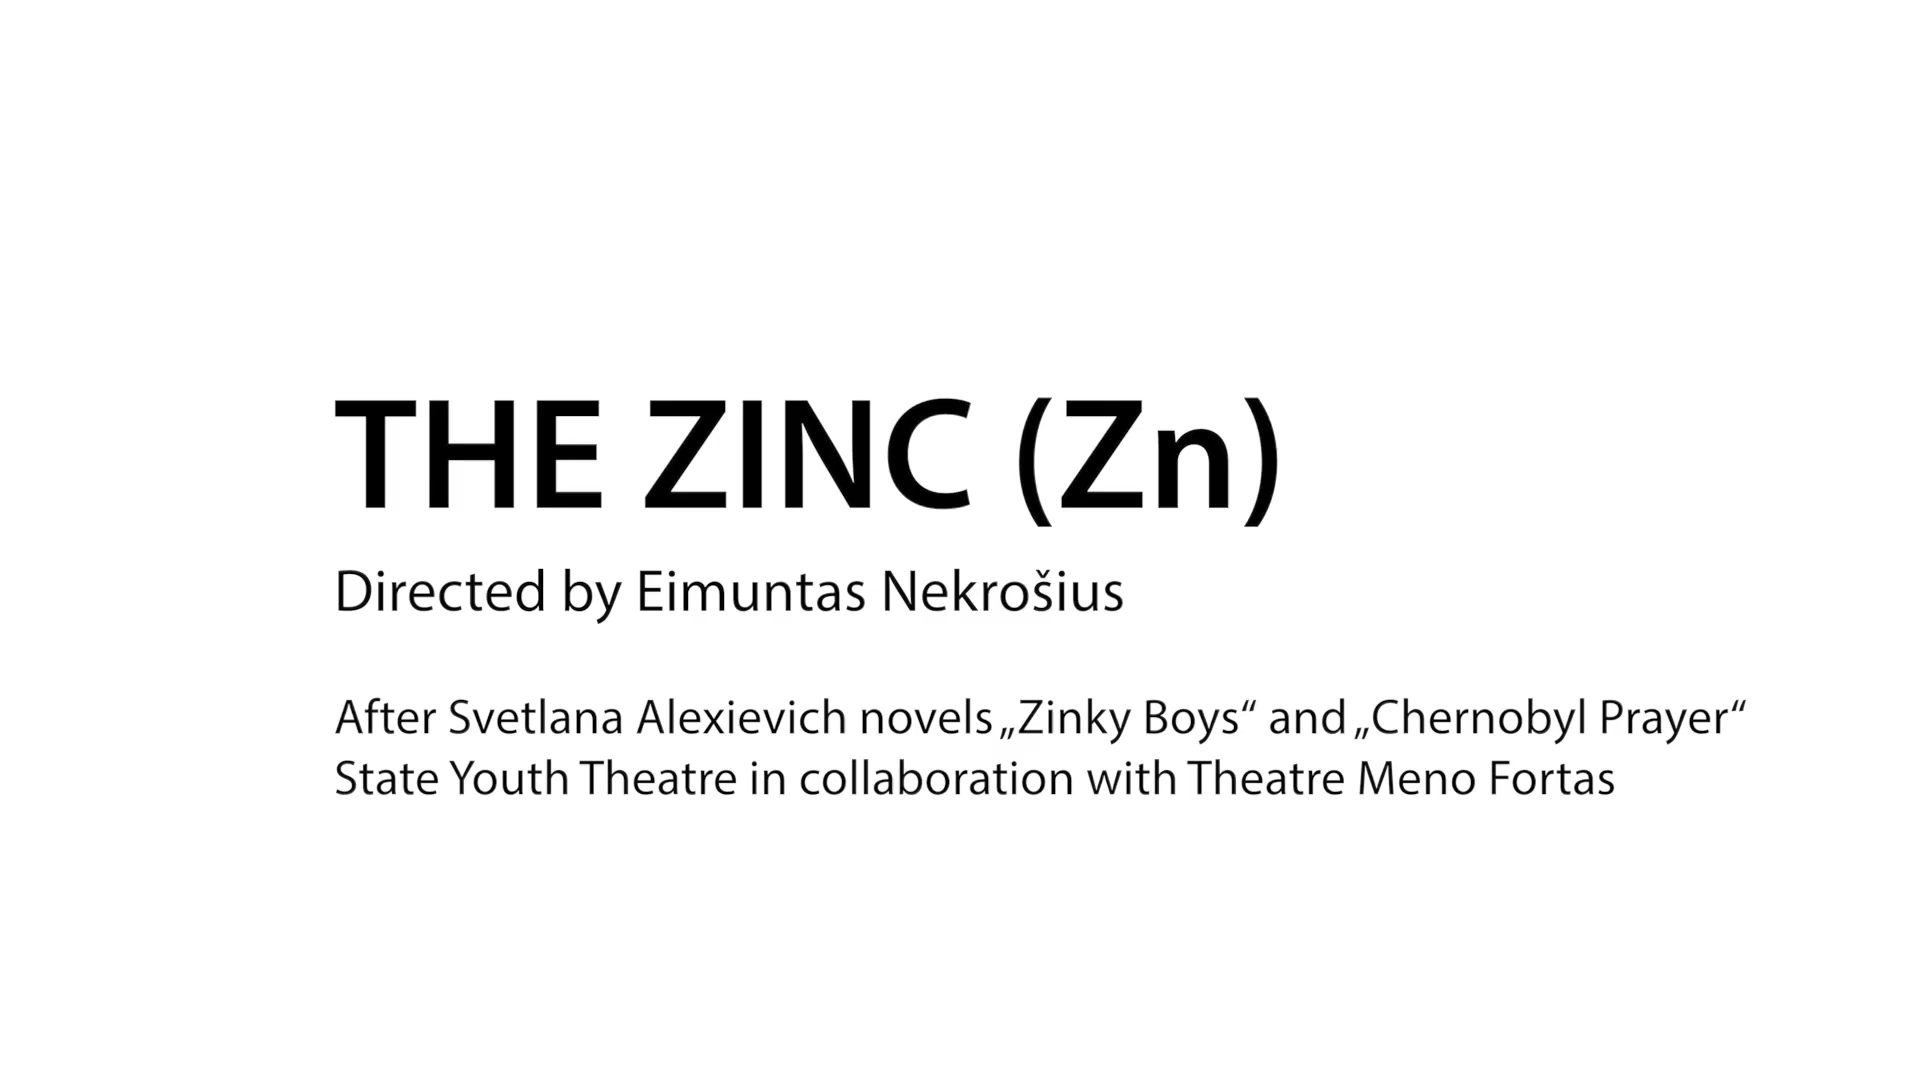 THE ZINC (Zn)
Directed by Eimuntas Nekrošius
After Svetlana Alexievich novels „Zinky Boys“ and „Chernobyl Prayer“
State Youth Theatre in collaboration with Theatre Meno Fortas